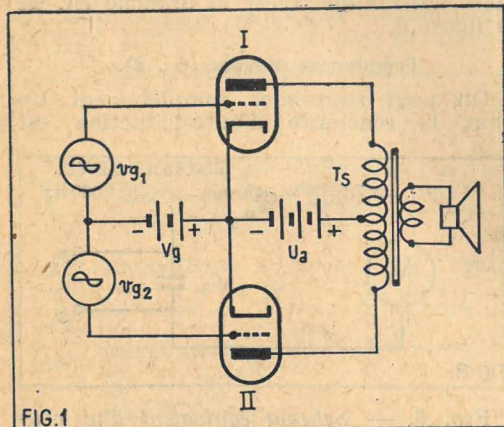 I
vg1
Ts
- Vg +
- Ua +
vg2
II
FIG.1